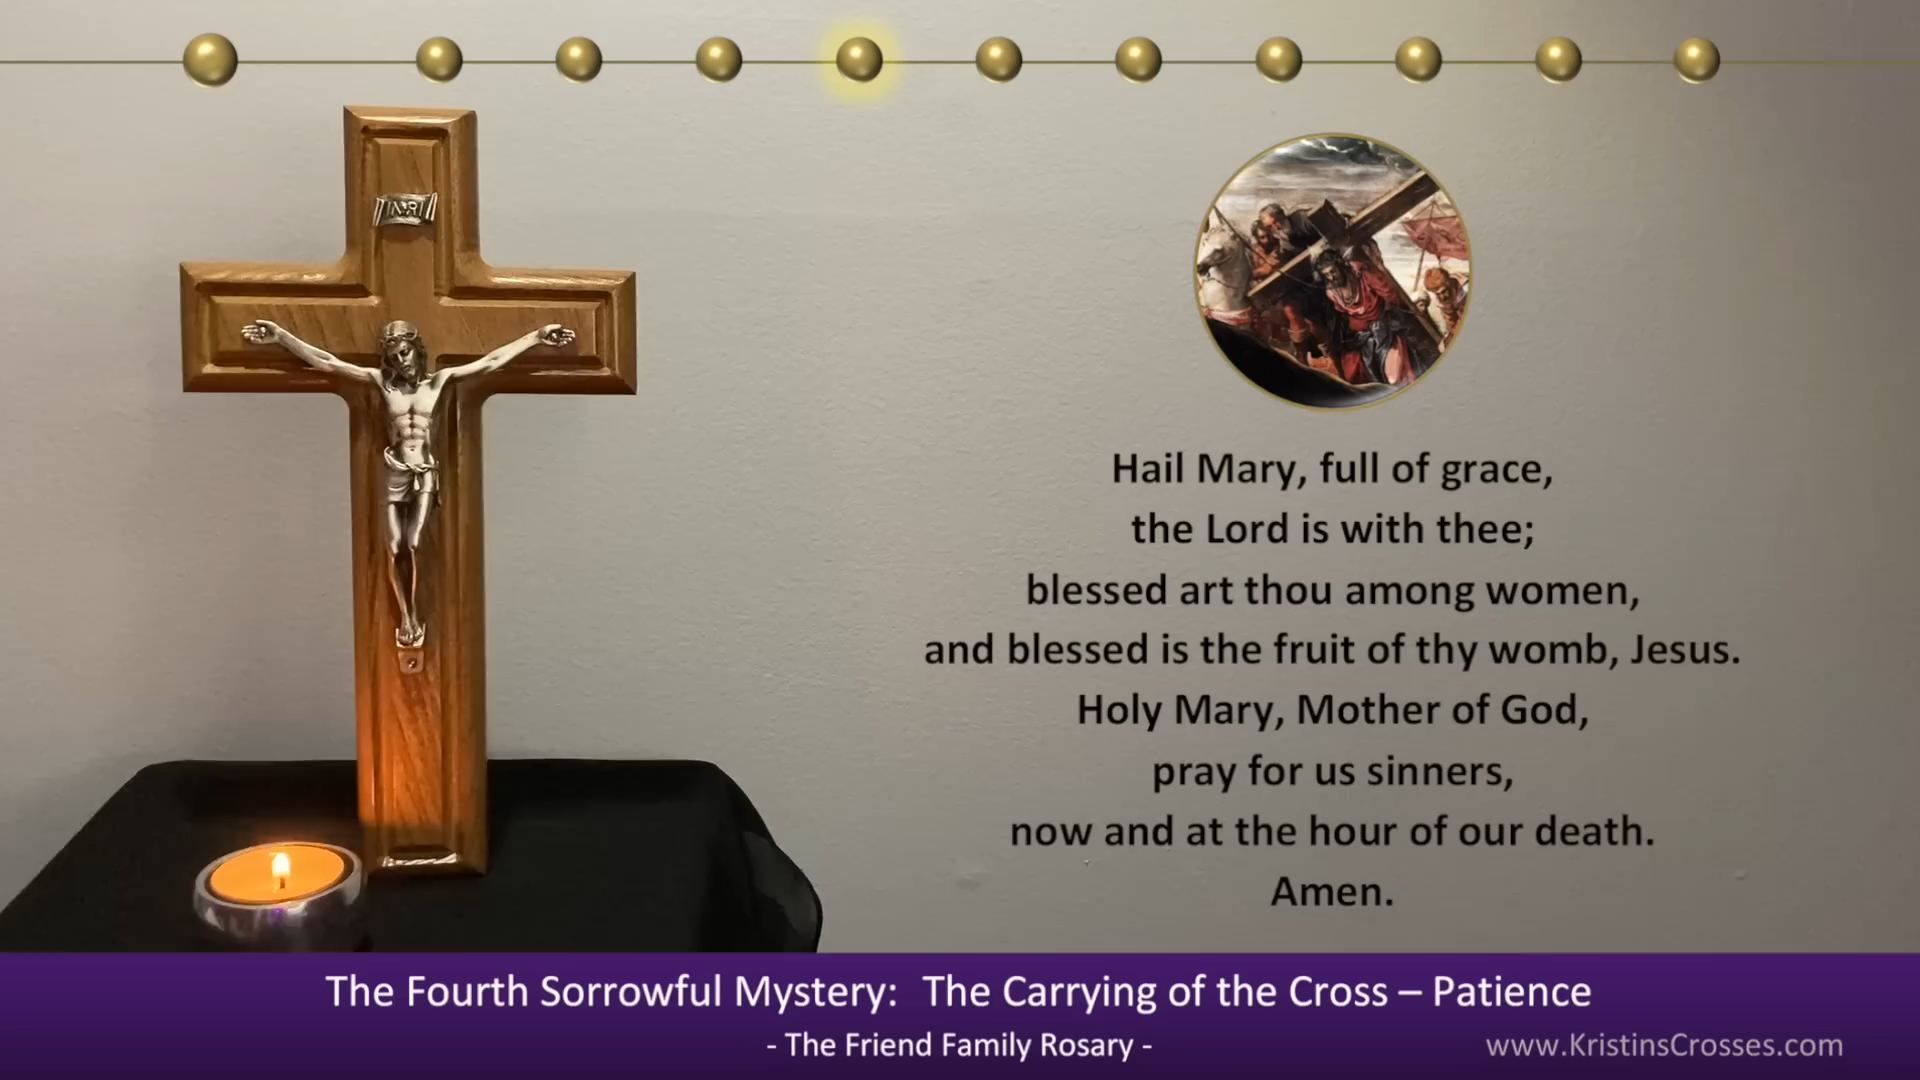 INRI
Hail Mary, full of grace,
the Lord is with thee;
blessed art thou among women,
and blessed is the fruit of thy womb, Jesus.
Holy Mary, Mother of God,
pray for us sinners,
now and at the hour of our death.
Amen.
The Fourth Sorrowful Mystery: The Carrying of the Cross – Patience
- The Friend Family Rosary -
www.KristinsCrosses.com